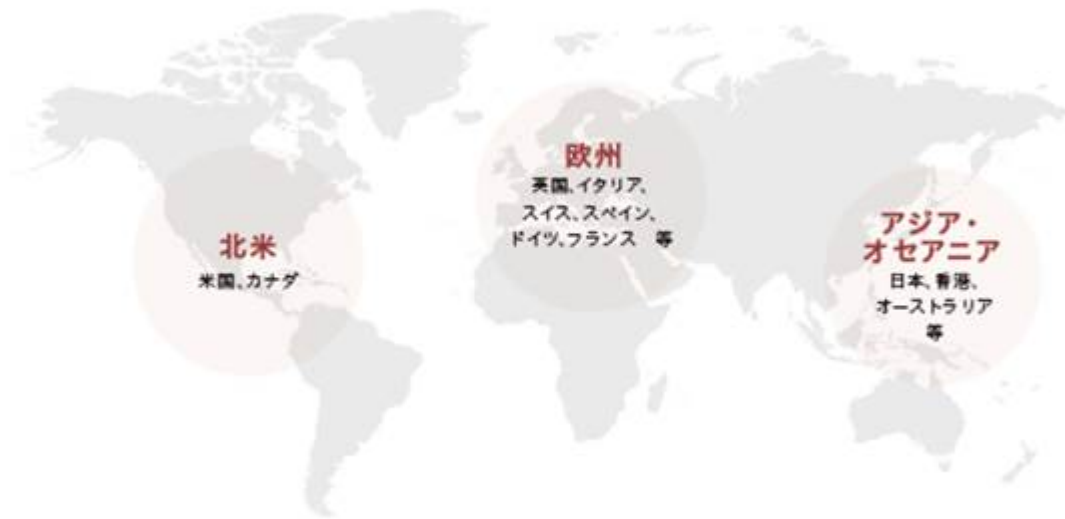 北米
米国、カナダ
欧州
英国、イタリア、
スイス、スペイン、
ドイツ、フランス 等
アジア・
オセアニア
日本、香港、
オーストラリア
等